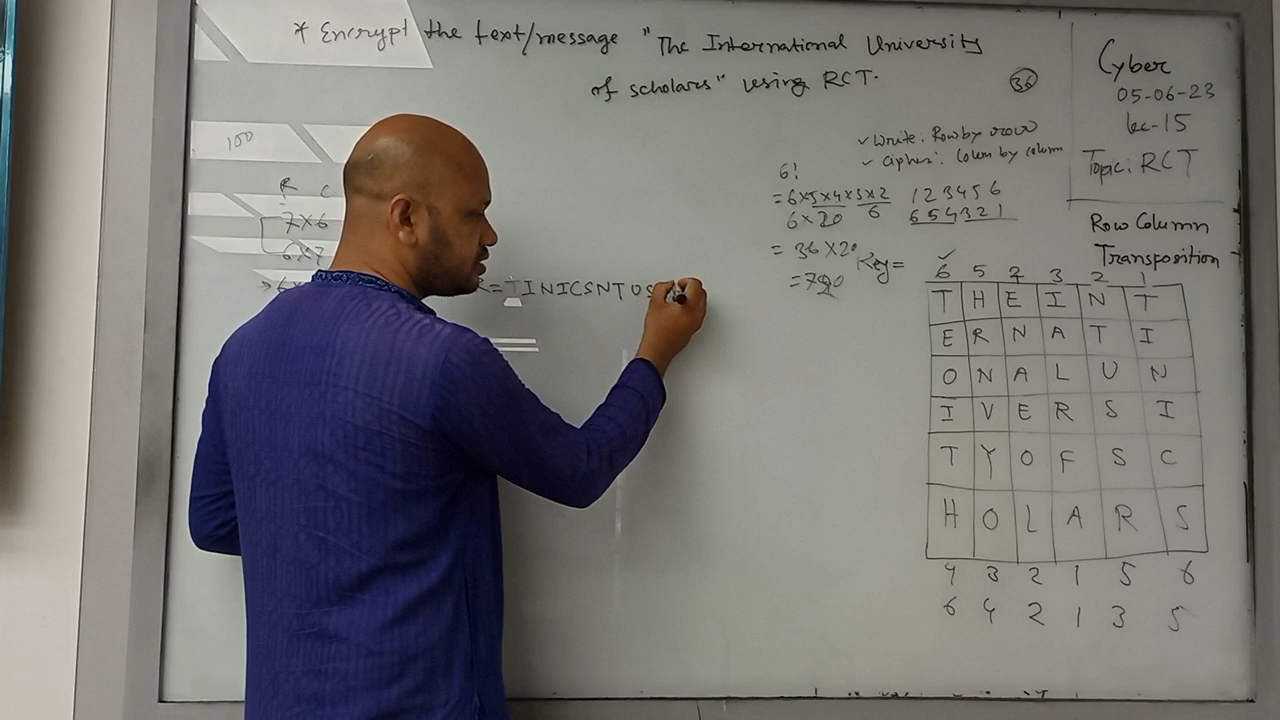 * Encrypt the text/message "The International University
of scholars" using RCT.
36
Cyber
05-06-23
Lec-15
Topic: RCT
Row Column
Transposition
✓ Write: Row by row
✓ Cipher: Colum by column
100
R C
7×6
6×7
6!
= 6×5×4×3×2
6×20 6
= 36×20
= 720
1 2 3 4 5 6
6 5 4 3 2 1
R=TINICSNTUS
Key=
✓
6 5 4 3 2 1
T H E I N T
E R N A T I
O N A L U N
I V E R S I
T Y O F S C
H O L A R S
4 3 2 1 5 6
6 4 2 1 3 5